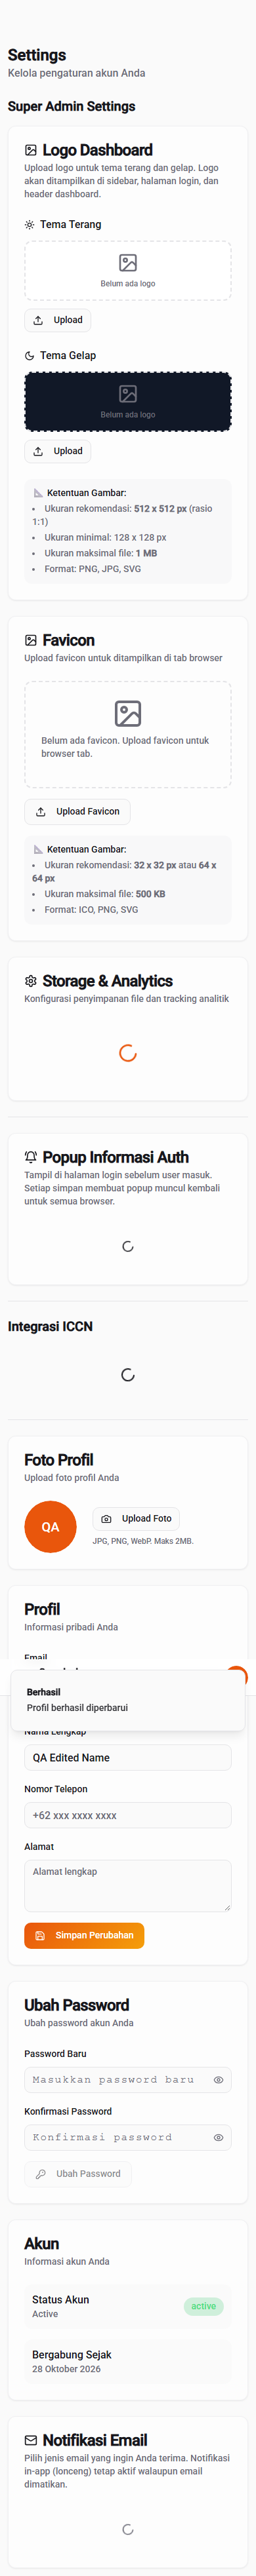 Settings
Kelola pengaturan akun Anda
Super Admin Settings
Logo Dashboard
Upload logo untuk tema terang dan gelap. Logo
akan ditampilkan di sidebar, halaman login, dan
header dashboard.
Tema Terang
Belum ada logo
Upload
Tema Gelap
Belum ada logo
Upload
📐 Ketentuan Gambar:
• Ukuran rekomendasi: 512 x 512 px (rasio
1:1)
• Ukuran minimal: 128 x 128 px
• Ukuran maksimal file: 1 MB
• Format: PNG, JPG, SVG
Favicon
Upload favicon untuk ditampilkan di tab browser
Belum ada favicon. Upload favicon untuk
browser tab.
Upload Favicon
📐 Ketentuan Gambar:
• Ukuran rekomendasi: 32 x 32 px atau 64 x
64 px
• Ukuran maksimal file: 500 KB
• Format: ICO, PNG, SVG
Storage & Analytics
Konfigurasi penyimpanan file dan tracking analitik
Popup Informasi Auth
Tampil di halaman login sebelum user masuk.
Setiap simpan membuat popup muncul kembali
untuk semua browser.
Integrasi ICCN
Foto Profil
Upload foto profil Anda
QA
Upload Foto
JPG, PNG, WebP. Maks 2MB.
Profil
Informasi pribadi Anda
Email
Berhasil
Profil berhasil diperbarui
Nama Lengkap
QA Edited Name
Nomor Telepon
+62 xxx xxxx xxxx
Alamat
Alamat lengkap
Simpan Perubahan
Ubah Password
Ubah password akun Anda
Password Baru
Masukkan password baru
Konfirmasi Password
Konfirmasi password
Ubah Password
Akun
Informasi akun Anda
Status Akun
Active
active
Bergabung Sejak
28 Oktober 2026
Notifikasi Email
Pilih jenis email yang ingin Anda terima. Notifikasi
in-app (lonceng) tetap aktif walaupun email
dimatikan.